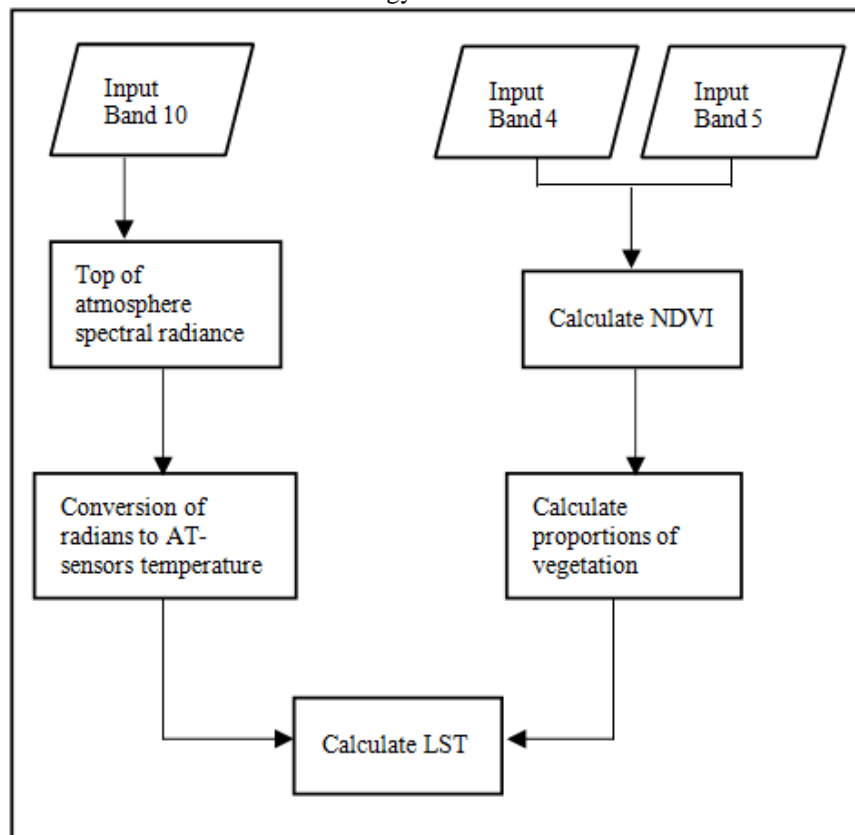 gy
Input
Band 10
Input
Band 4
Input
Band 5
Top of
atmosphere
spectral radiance
Calculate NDVI
Conversion of
radians to AT-
sensors temperature
Calculate
proportions of
vegetation
Calculate LST